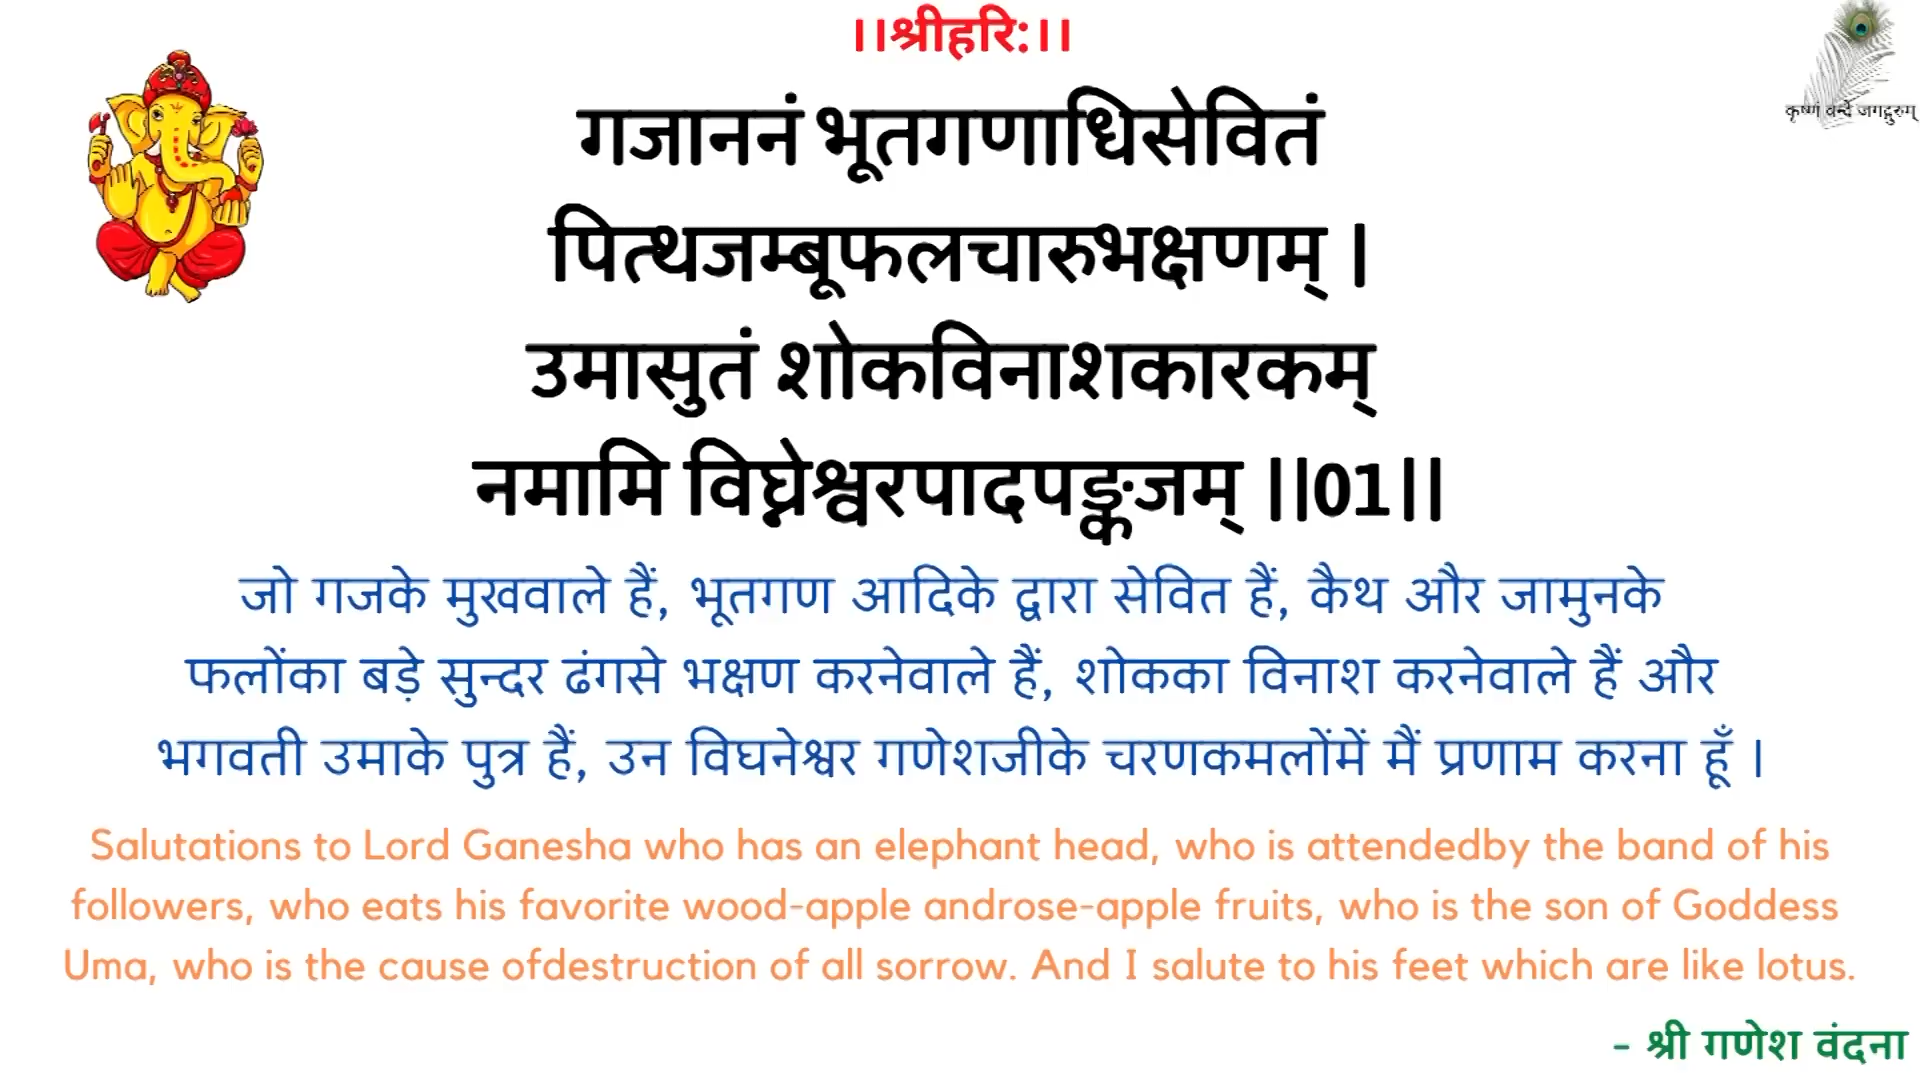 ।।श्रीहरि:।।
कृष्णं वन्दे जगद्गुरुम्
गजाननं भूतगणाधिसेवितं
पित्थजम्बूफलचारुभक्षणम् |
उमासुतं शोकविनाशकारकम्
नमामि विघ्नेश्वरपादपङ्कजम् ||01||
जो गजके मुखवाले हैं, भूतगण आदिके द्वारा सेवित हैं, कैथ और जामुनके
फलोंका बड़े सुन्दर ढंगसे भक्षण करनेवाले हैं, शोकका विनाश करनेवाले हैं और
भगवती उमाके पुत्र हैं, उन विघनेश्वर गणेशजीके चरणकमलोंमें मैं प्रणाम करना हूँ |
Salutations to Lord Ganesha who has an elephant head, who is attendedby the band of his
followers, who eats his favorite wood-apple androse-apple fruits, who is the son of Goddess
Uma, who is the cause ofdestruction of all sorrow. And I salute to his feet which are like lotus.
- श्री गणेश वंदना